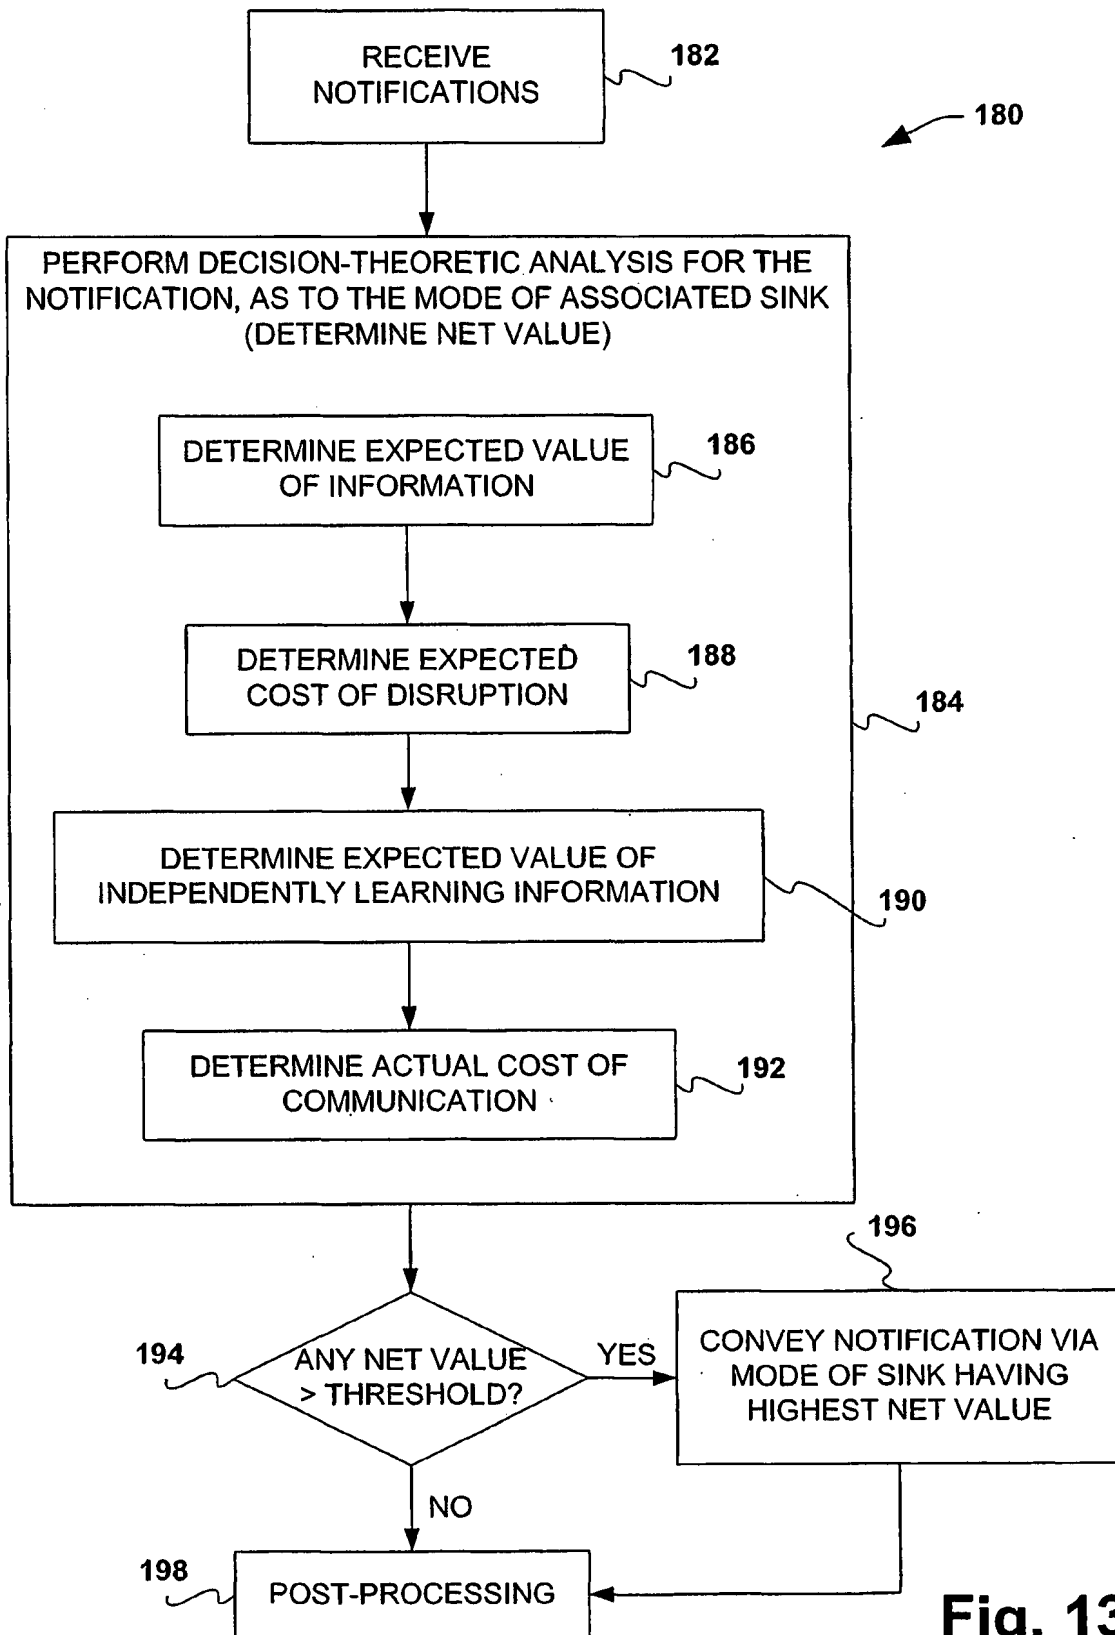 RECEIVE
NOTIFICATIONS
182
180
PERFORM DECISION-THEORETIC ANALYSIS FOR THE
NOTIFICATION, AS TO THE MODE OF ASSOCIATED SINK
(DETERMINE NET VALUE)
DETERMINE EXPECTED VALUE
OF INFORMATION
186
DETERMINE EXPECTED
COST OF DISRUPTION
188
184
DETERMINE EXPECTED VALUE OF
INDEPENDENTLY LEARNING INFORMATION
190
DETERMINE ACTUAL COST OF
COMMUNICATION
192
196
194
ANY NET VALUE
> THRESHOLD?
YES
CONVEY NOTIFICATION VIA
MODE OF SINK HAVING
HIGHEST NET VALUE
NO
198
POST-PROCESSING
Fig. 13